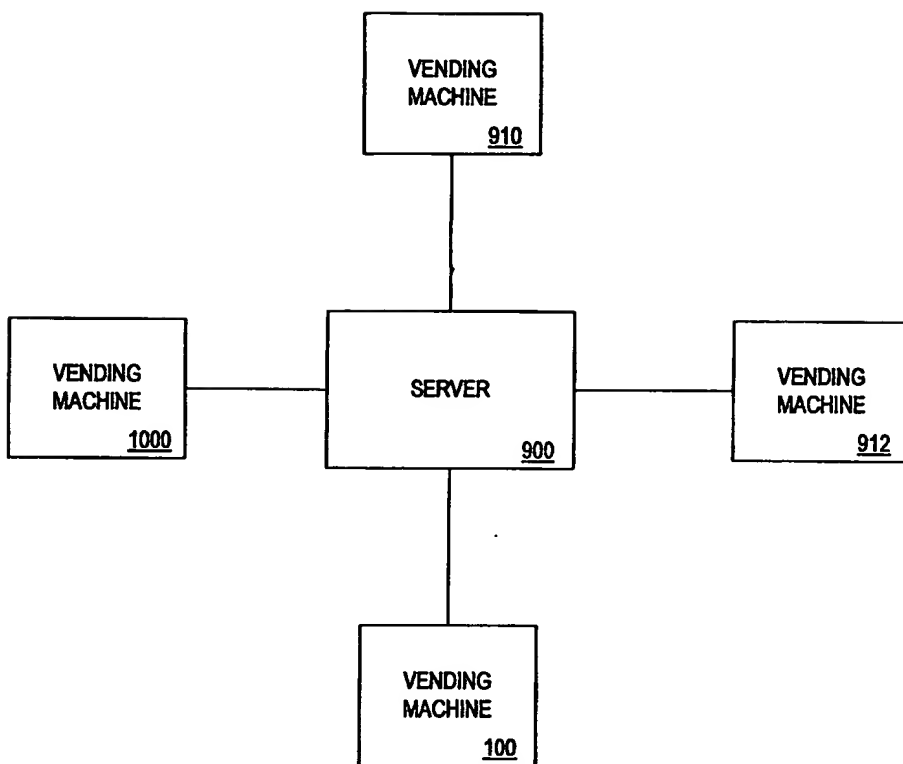 VENDING
MACHINE
910
VENDING
MACHINE
1000
SERVER
900
VENDING
MACHINE
912
VENDING
MACHINE
100